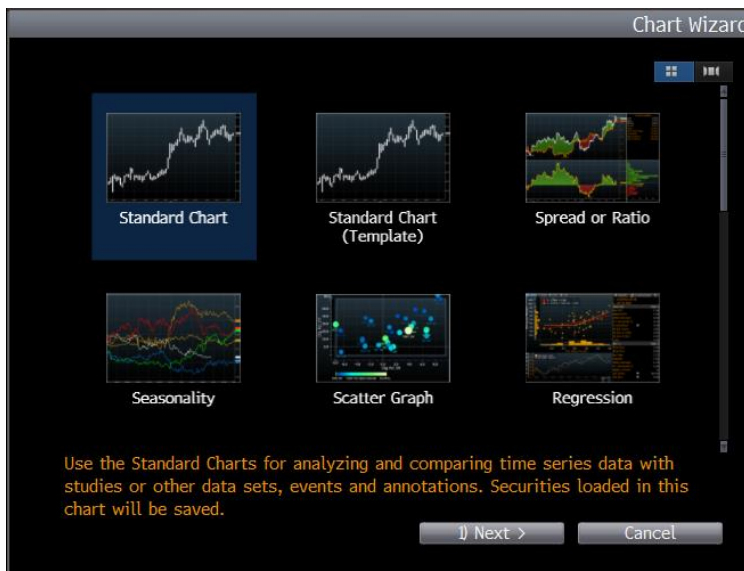 Chart Wizard
Standard Chart
Standard Chart
(Template)
Spread or Ratio
Seasonality
Scatter Graph
Regression
Use the Standard Charts for analyzing and comparing time series data with
studies or other data sets, events and annotations. Securities loaded in this
chart will be saved.
1) Next >
Cancel